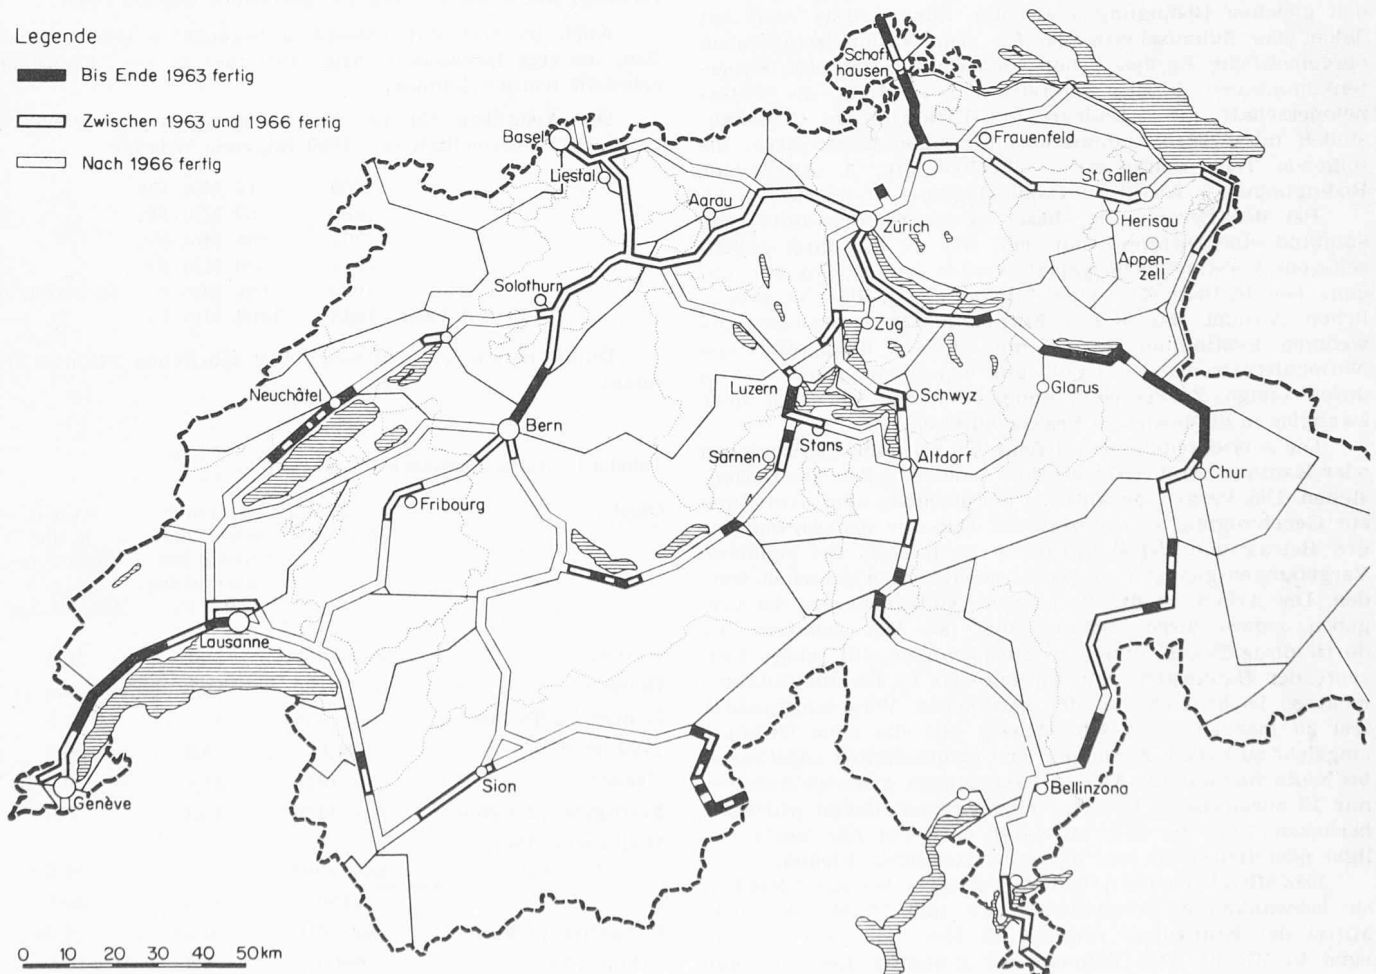 Legende
Bis Ende 1963 fertig
Zwischen 1963 und 1966 fertig
Nach 1966 fertig
Schaff
hausen
Basel
Frauenfeld
Liestal
St. Gallen
Aarau
Zürich
Herisau
Appen-
zell
Solothurn
Zug
Luzern
Glarus
Neuchâtel
Schwyz
Bern
Stans
Sarnen
Altdorf
Chur
Fribourg
Lausanne
Sion
Bellinzona
Genève
0 10 20 30 40 50km